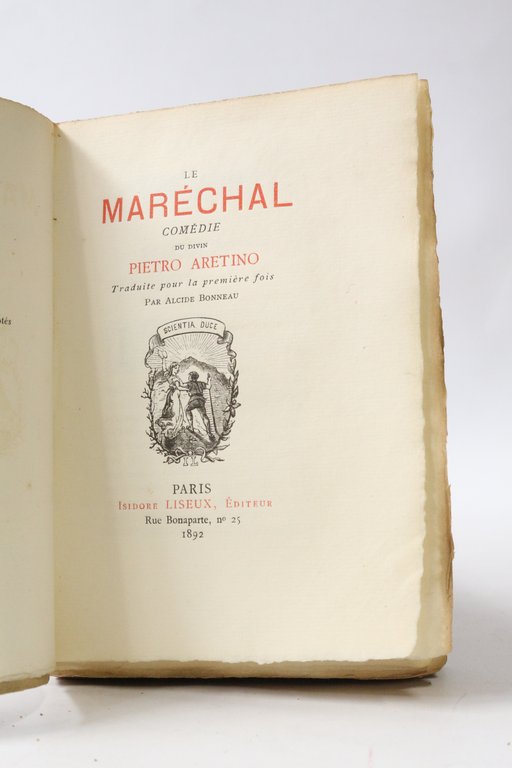 LE
MARÉCHAL
COMÉDIE
DU DIVIN
PIETRO ARETINO
Traduite pour la première fois
PAR ALCIDE BONNEAU
SCIENTIA DUCE
PARIS
ISIDORE LISEUX, ÉDITEUR
Rue Bonaparte, nº 25
1892